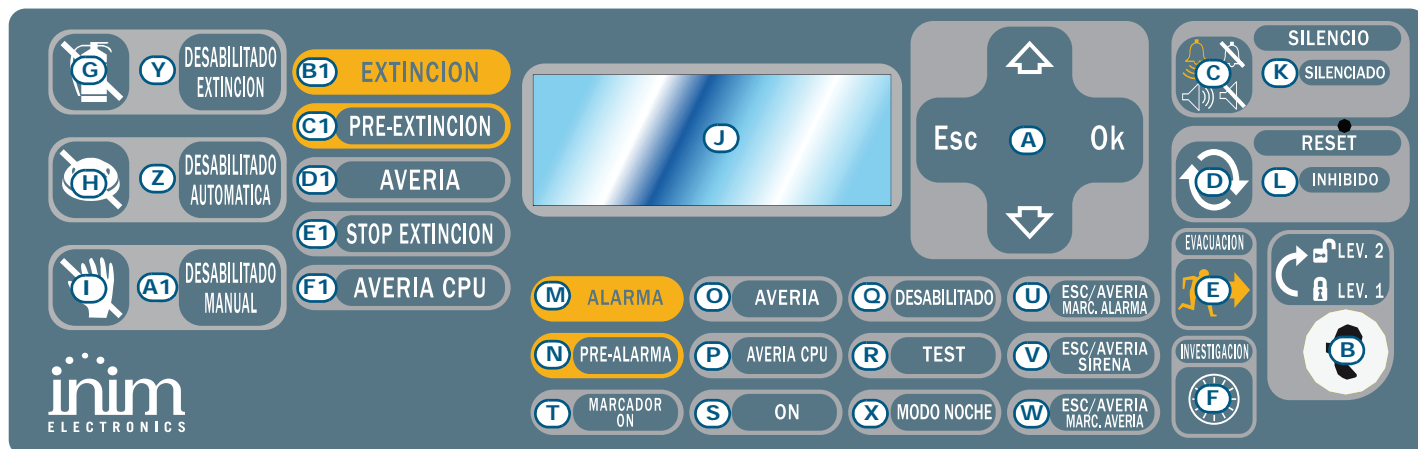 G
Y
DESABILITADO
EXTINCION
H
Z
DESABILITADO
AUTOMATICA
I
A1
DESABILITADO
MANUAL
inim
ELECTRONICS
B1 EXTINCION
C1 PRE-EXTINCION
D1 AVERIA
E1 STOP EXTINCION
F1 AVERIA CPU
J
Esc A Ok
M ALARMA
O AVERIA
Q DESABILITADO
U ESC/AVERIA
MARC. ALARMA
N PRE-ALARMA
P AVERIA CPU
R TEST
V ESC/AVERIA
SIRENA
T MARCADOR
ON
S ON
X MODO NOCHE
W ESC/AVERIA
MARC. AVERIA
SILENCIO
C
K SILENCIADO
RESET
D
L INHIBIDO
EVACUACION
E
INVESTIGACION
F
LEV. 2
LEV. 1
B